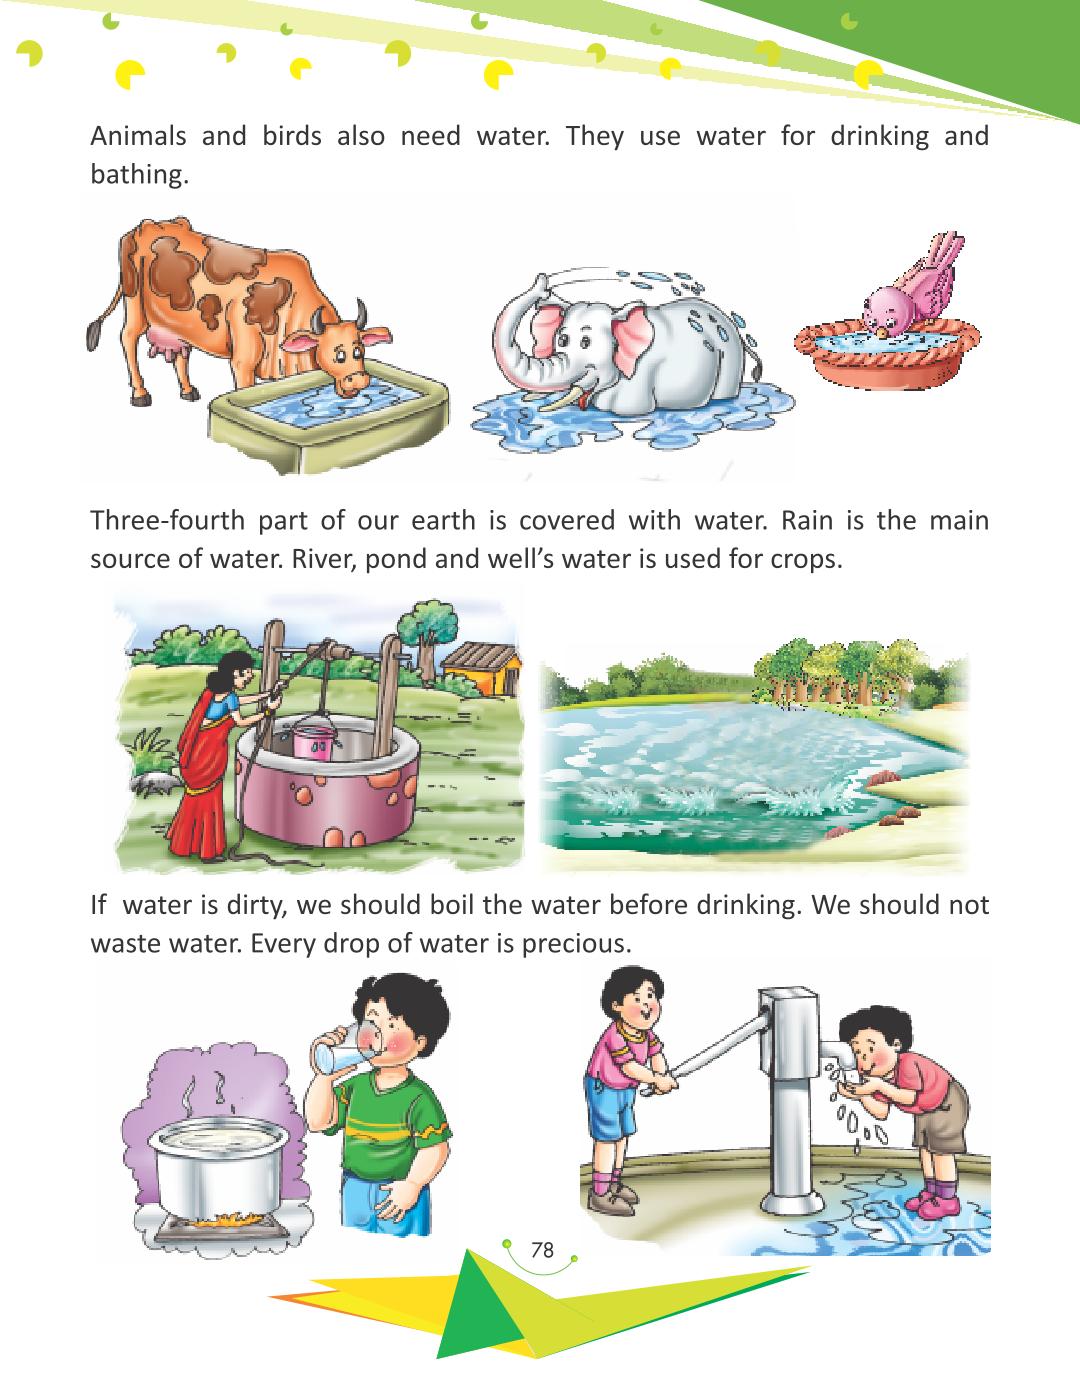 Animals and birds also need water. They use water for drinking and
bathing.
Three-fourth part of our earth is covered with water. Rain is the main
source of water. River, pond and well’s water is used for crops.
If water is dirty, we should boil the water before drinking. We should not
waste water. Every drop of water is precious.
78